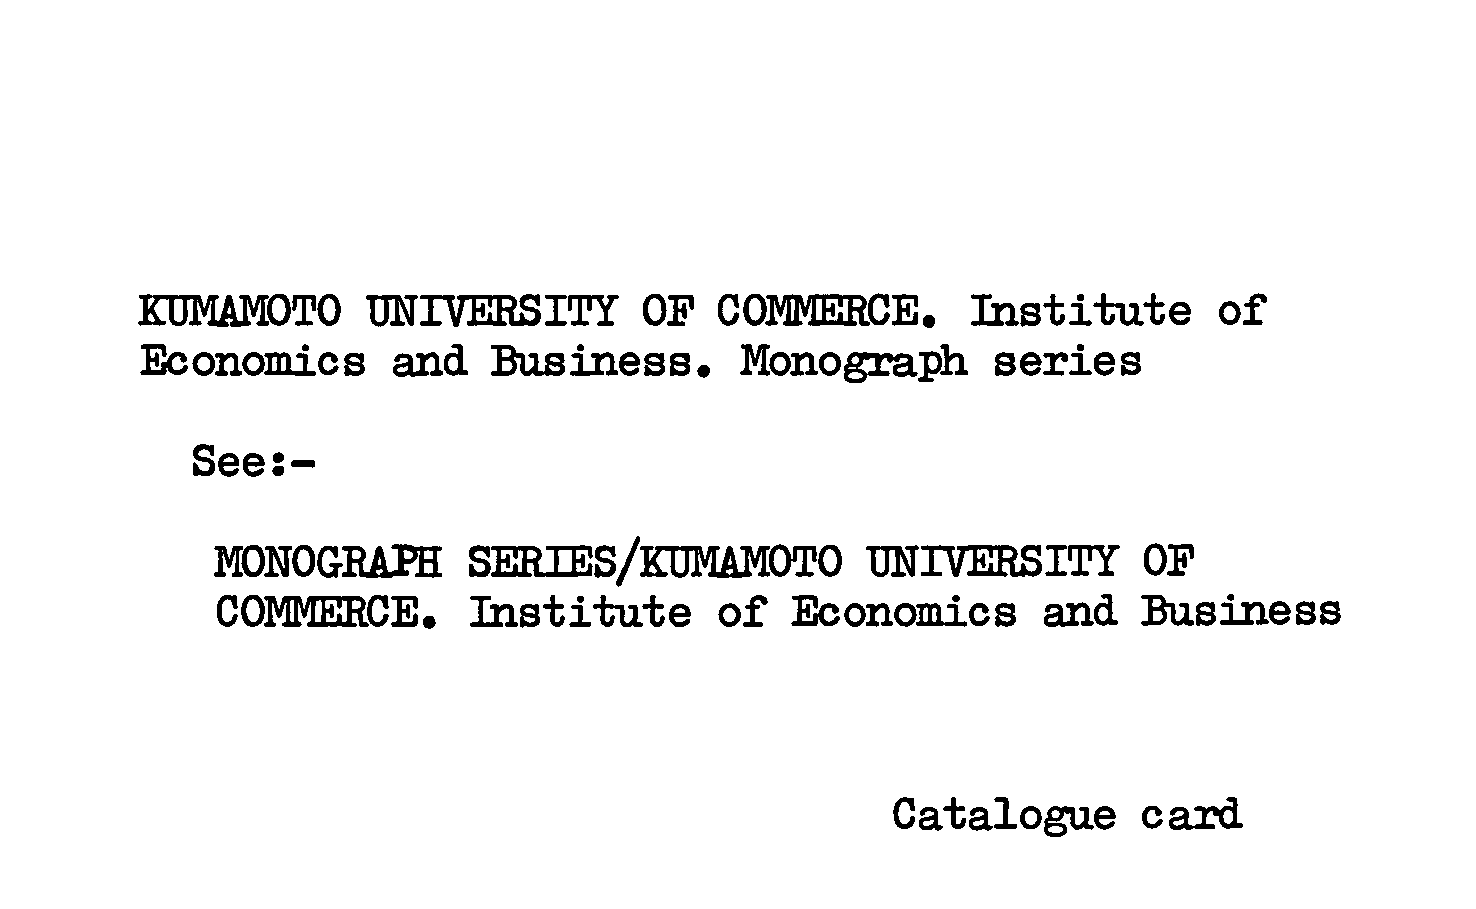 KUMAMOTO UNIVERSITY OF COMMERCE. Institute of
Economics and Business. Monograph series
See:-
MONOGRAPH SERIES/KUMAMOTO UNIVERSITY OF
COMMERCE. Institute of Economics and Business
Catalogue card